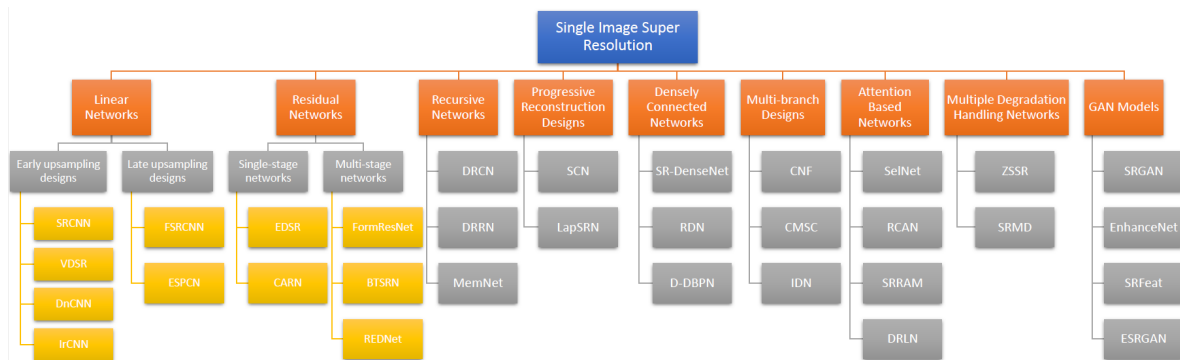 Single Image Super
Resolution
Linear
Networks
Residual
Networks
Recursive
Networks
Progressive
Reconstruction
Designs
Densely
Connected
Networks
Multi-branch
Designs
Attention
Based
Networks
Multiple Degradation
Handling Networks
GAN Models
Early upsampling
designs
Late upsampling
designs
Single-stage
networks
Multi-stage
networks
SRCNN
VDSR
DnCNN
IrCNN
FSRCNN
ESPCN
EDSR
CARN
FormResNet
BTSRN
REDNet
DRCN
DRRN
MemNet
SCN
LapSRN
SR-DenseNet
RDN
D-DBPN
CNF
CMSC
IDN
SelNet
RCAN
SRRAM
DRLN
ZSSR
SRMD
SRGAN
EnhanceNet
SRFeat
ESRGAN